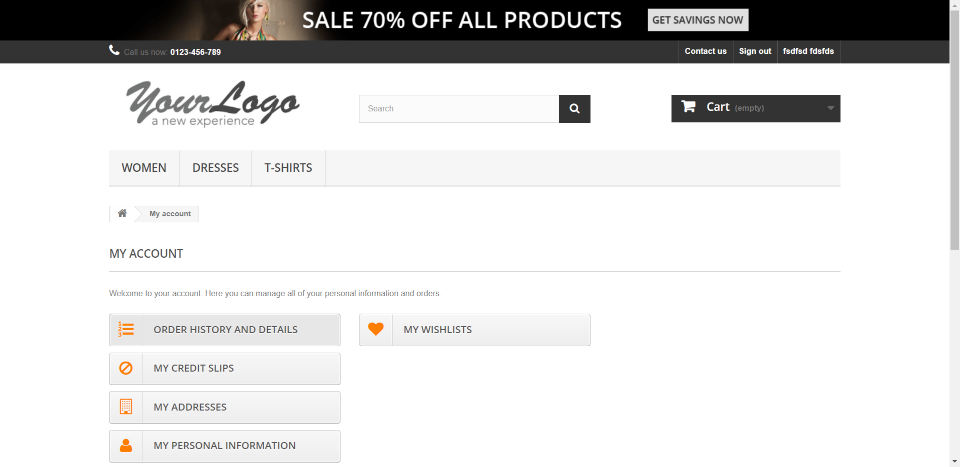 SALE 70% OFF ALL PRODUCTS GET SAVINGS NOW
Call us now: 0123-456-789 Contact us Sign out fsdfsd fdsfds
YourLogo
a new experience
Search Cart (empty)
WOMEN DRESSES T-SHIRTS
My account
MY ACCOUNT
Welcome to your account. Here you can manage all of your personal information and orders.
ORDER HISTORY AND DETAILS MY WISHLISTS
MY CREDIT SLIPS
MY ADDRESSES
MY PERSONAL INFORMATION